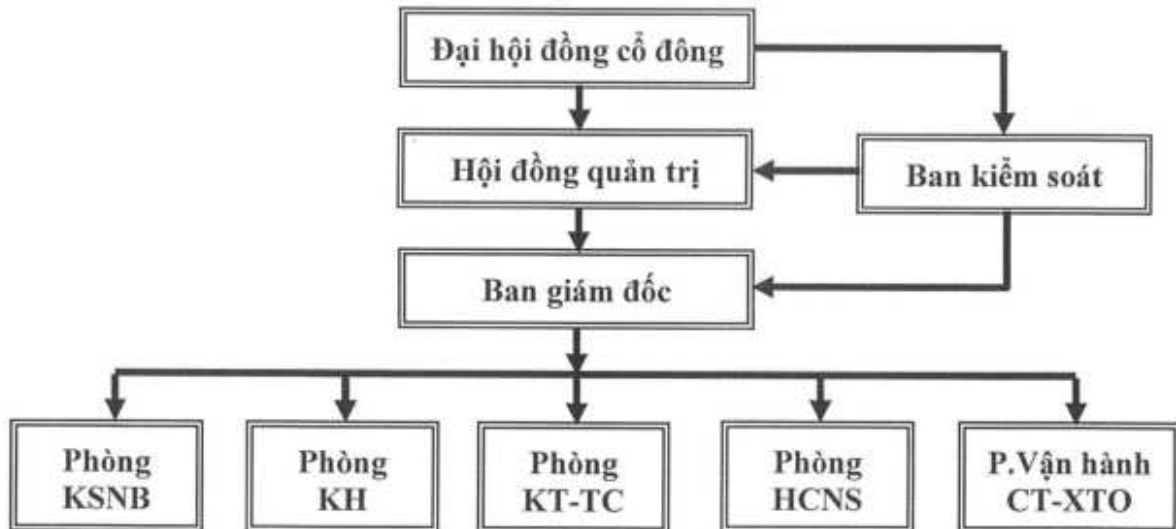 Đại hội đồng cổ đông
Hội đồng quản trị
Ban kiểm soát
Ban giám đốc
Phòng
KSNB
Phòng
KH
Phòng
KT-TC
Phòng
HCNS
P.Vận hành
CT-XTO